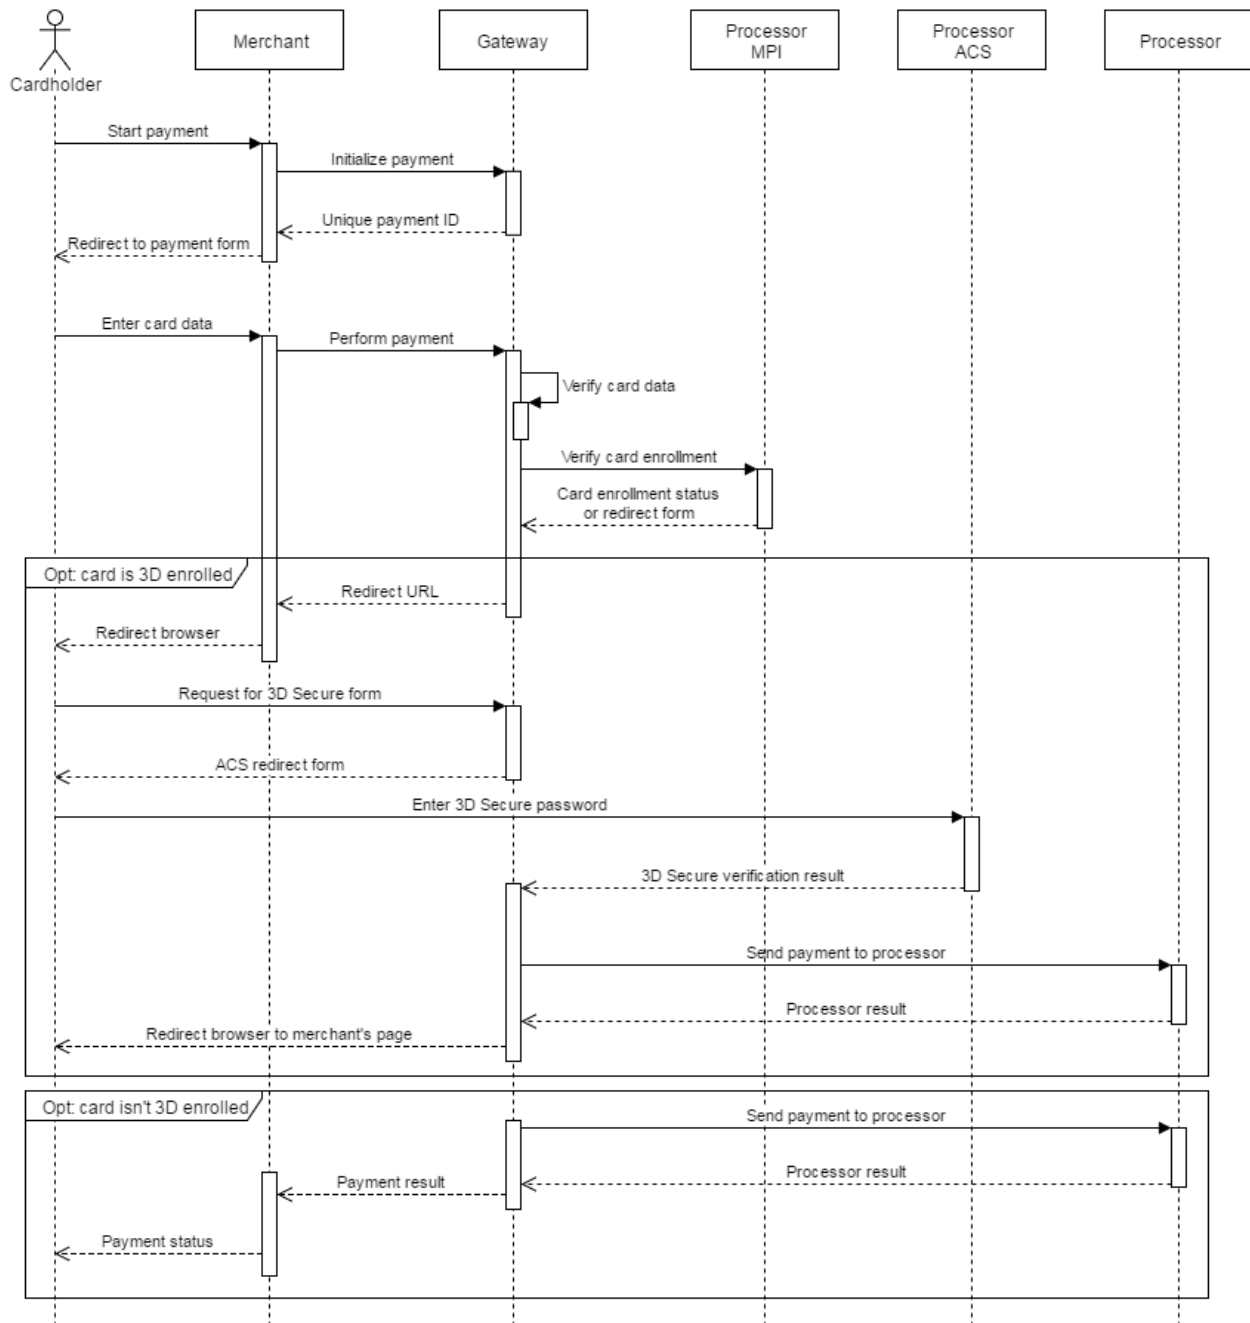 Cardholder
Merchant
Gateway
Processor
MPI
Processor
ACS
Processor
Start payment
Initialize payment
Unique payment ID
Redirect to payment form
Enter card data
Perform payment
Verify card data
Verify card enrollment
Card enrollment status
or redirect form
Opt: card is 3D enrolled
Redirect URL
Redirect browser
Request for 3D Secure form
ACS redirect form
Enter 3D Secure password
3D Secure verification result
Send payment to processor
Processor result
Redirect browser to merchant's page
Opt: card isn't 3D enrolled
Send payment to processor
Processor result
Payment result
Payment status